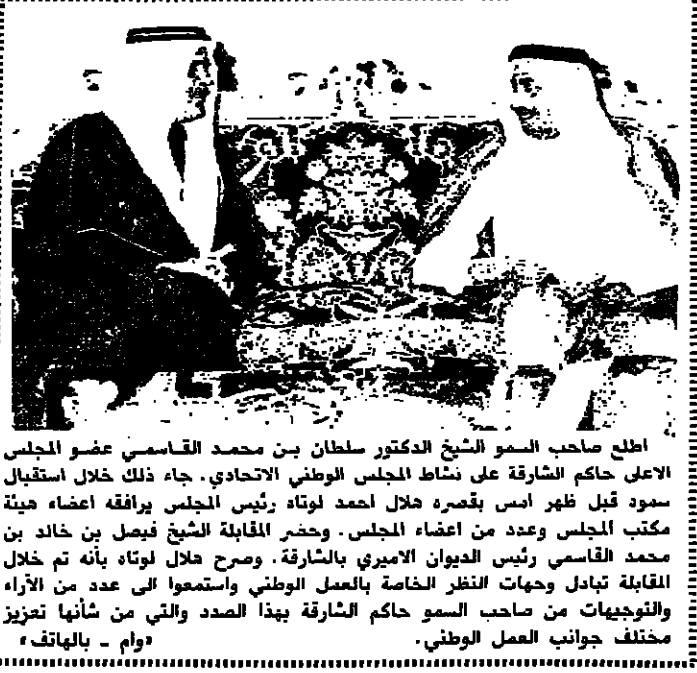 اطلع صاحب السمو الشيخ الدكتور سلطان بن محمد القاسمي عضو المجلس
الاعلى حاكم الشارقة على نشاط المجلس الوطني الاتحادي. جاء ذلك خلال استقبال
سموه قبل ظهر امس بقصره هلال احمد لوتاه رئيس المجلس يرافقه اعضاء هيئة
مكتب المجلس وعدد من اعضاء المجلس. وحضر المقابلة الشيخ فيصل بن خالد بن
محمد القاسمي رئيس الديوان الاميري بالشارقة. وصرح هلال لوتاه بأنه تم خلال
المقابلة تبادل وجهات النظر الخاصة بالعمل الوطني واستمعوا الى عدد من الأراء
والتوجيهات من صاحب السمو حاكم الشارقة بهذا الصدد والتي من شأنها تعزيز
مختلف جوانب العمل الوطني. «وام ـ بالهاتف»